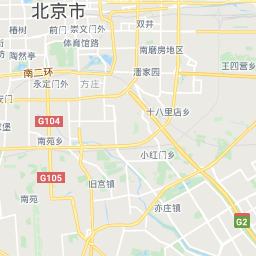 北京市
双井
椿树
前门
崇文门外
体育馆路
南磨房地区
陶然亭
王四营乡
潘家园
南二环
永定门外
方庄
十八里店乡
G104
南苑乡
小红门乡
G105
旧宫镇
南苑
亦庄镇
G2